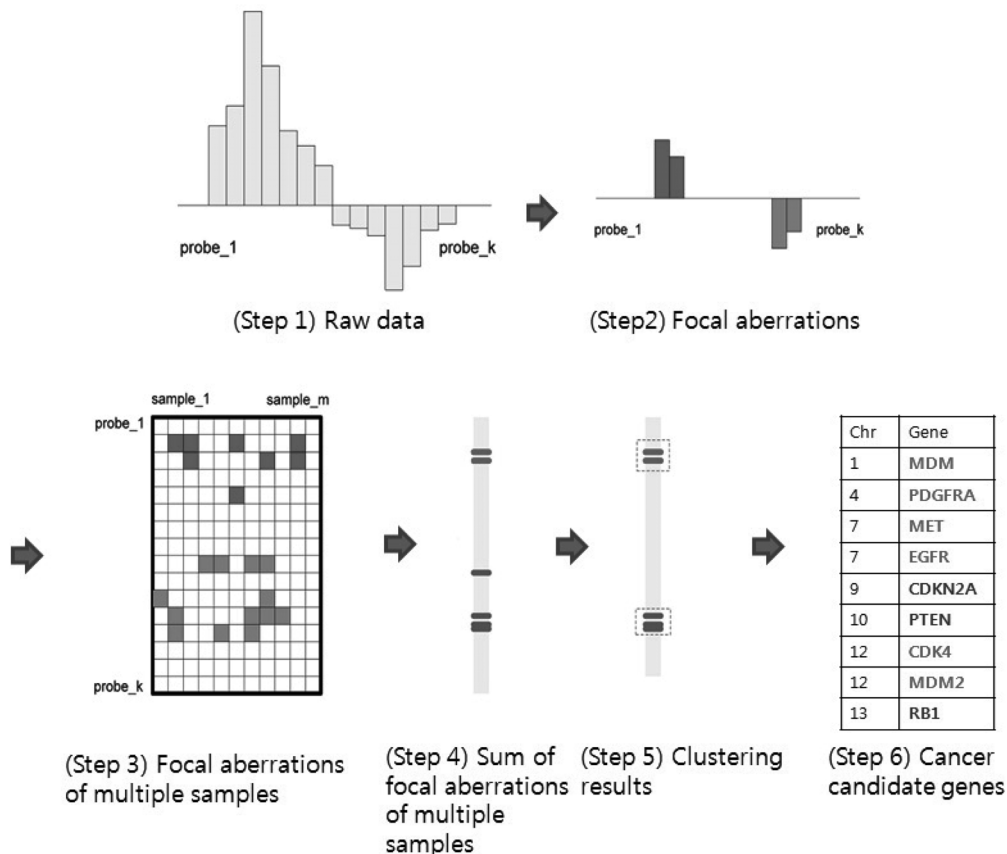 probe_1
probe_k
(Step 1) Raw data
probe_1
probe_k
(Step2) Focal aberrations
sample_1
sample_m
probe_1
probe_k
(Step 3) Focal aberrations
of multiple samples
(Step 4) Sum of
focal aberrations
of multiple
samples
(Step 5) Clustering
results
Chr Gene
1 MDM
4 PDGFRA
7 MET
7 EGFR
9 CDKN2A
10 PTEN
12 CDK4
12 MDM2
13 RB1
(Step 6) Cancer
candidate genes